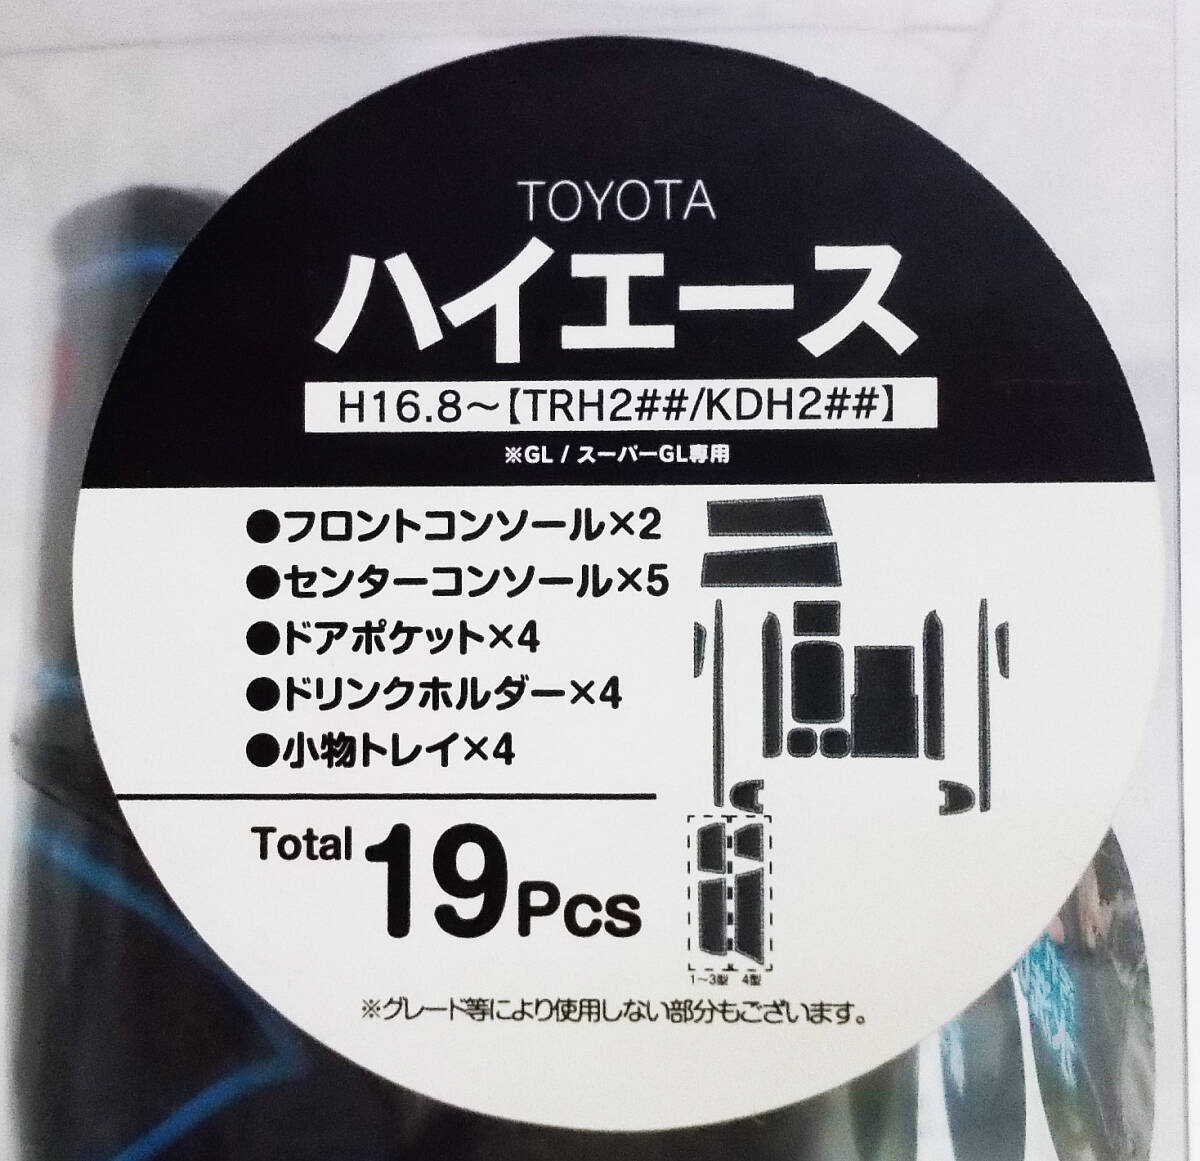 TOYOTA
ハイエース
H16.8～【TRH2##/KDH2##】
※GL / スーパーGL専用
●フロントコンソール×2
●センターコンソール×5
●ドアポケット×4
●ドリンクホルダー×4
●小物トレイ×4
Total 19Pcs
1～3型 4型
※グレード等により使用しない部分もございます。